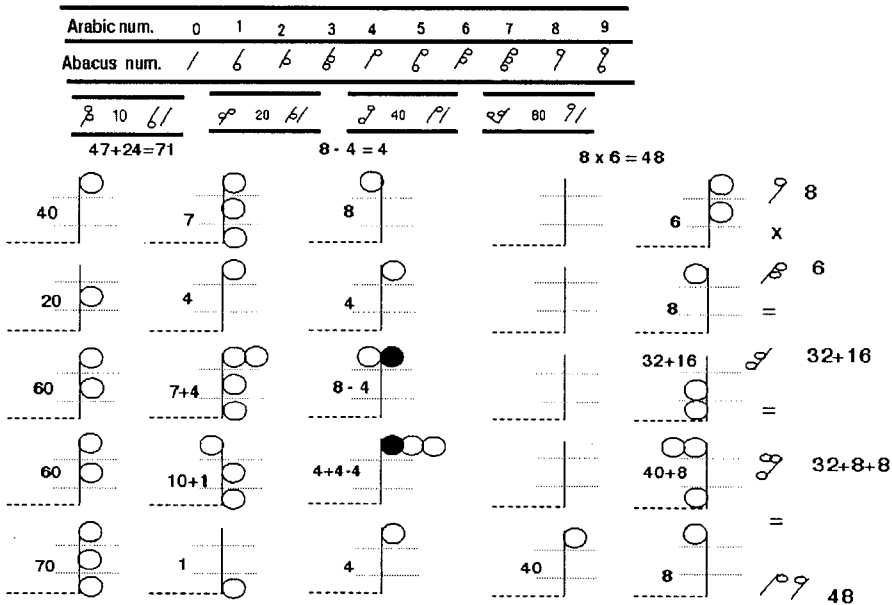 Arabic num. 0 1 2 3 4 5 6 7 8 9
Abacus num.
10 20 40 80
47+24=71 8 - 4 = 4 8 x 6 = 48
40 7 8 6 8
x
20 4 4 8 6
=
60 7+4 8 - 4 32+16 32+16
=
60 10+1 4+4-4 40+8 32+8+8
=
70 1 4 40 8 48